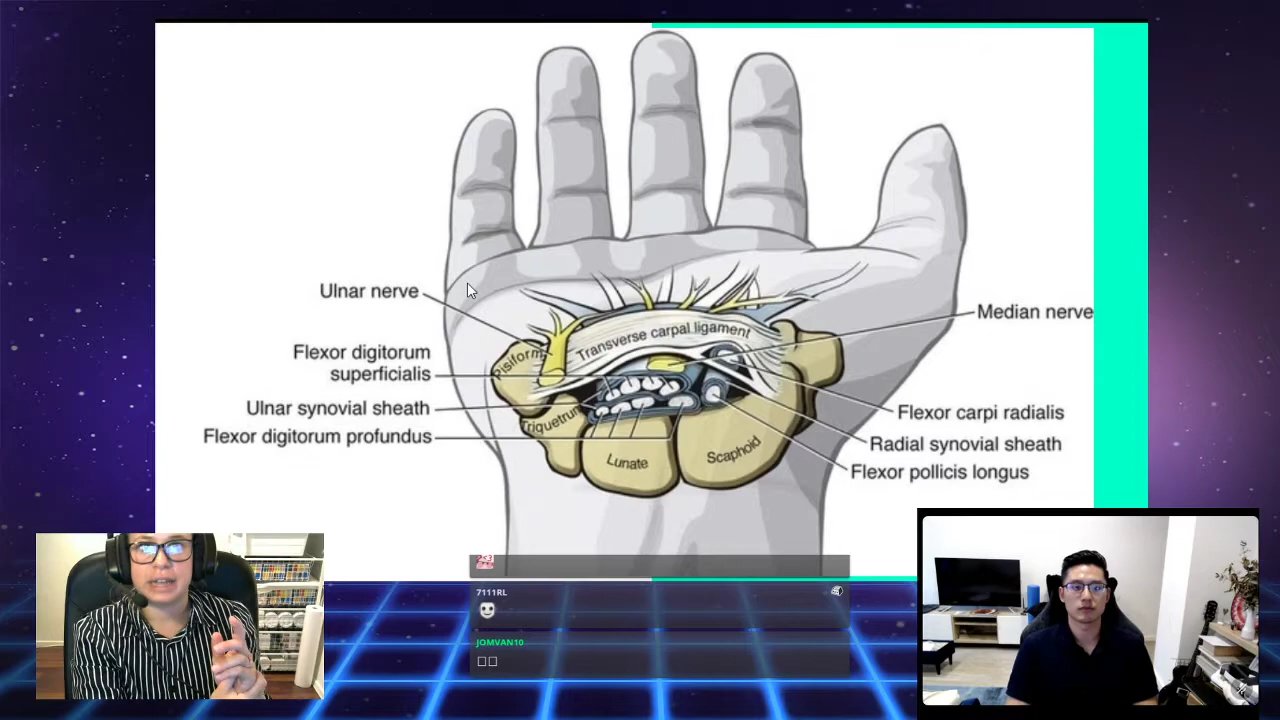 Ulnar nerve
Median nerve
Transverse carpal ligament
Pisiform
Flexor digitorum
superficialis
Ulnar synovial sheath
Triquetrum
Flexor digitorum profundus
Lunate
Scaphoid
Flexor carpi radialis
Radial synovial sheath
Flexor pollicis longus
7111RL
JOMVAN10